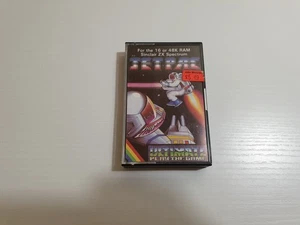 For the 16 or 48K RAM
Sinclair ZX Spectrum
JETPAC
ULTIMATE
PLAY THE GAME